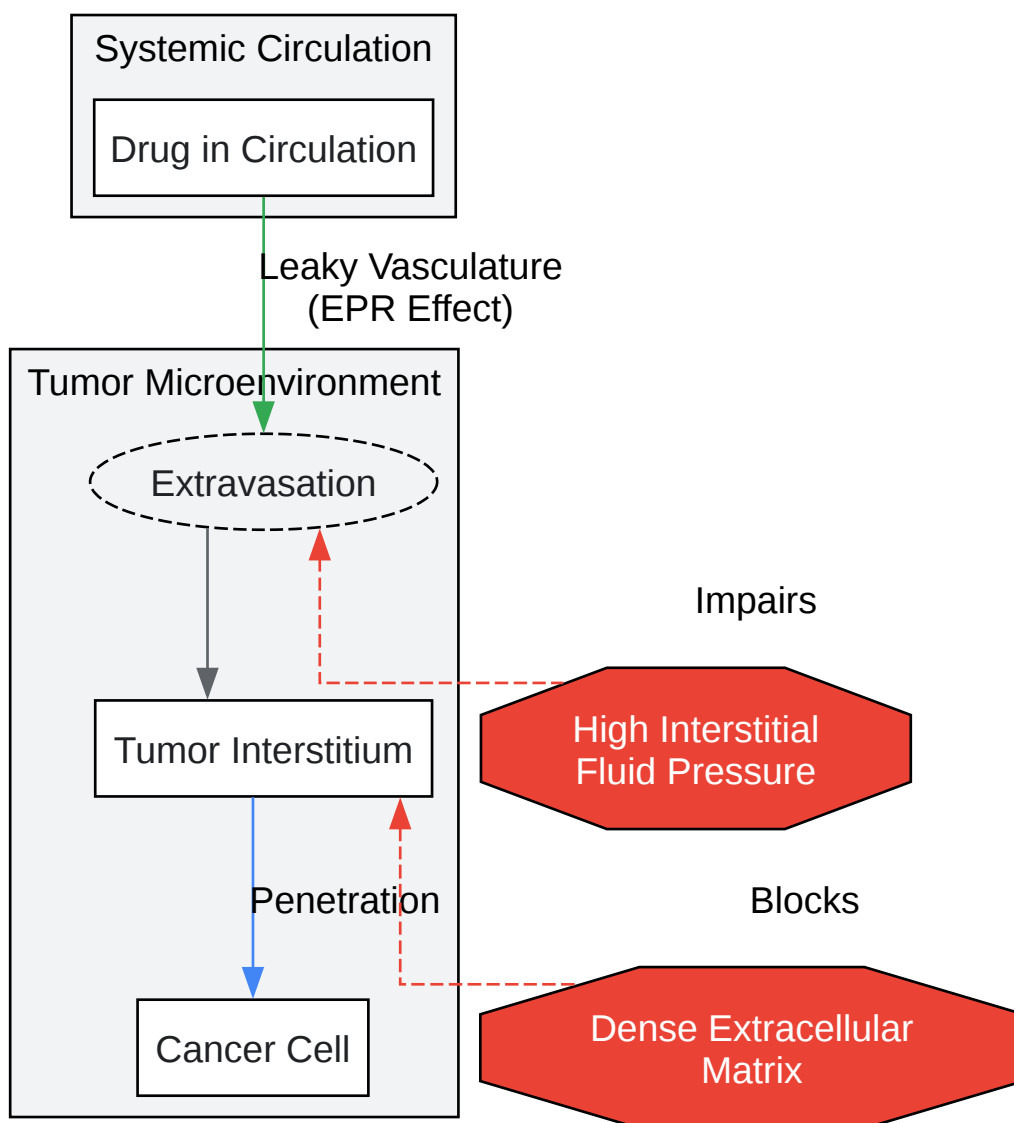 Systemic Circulation
Drug in Circulation
Leaky Vasculature
(EPR Effect)
Tumor Microenvironment
Extravasation
Impairs
Tumor Interstitium
High Interstitial
Fluid Pressure
Penetration
Blocks
Cancer Cell
Dense Extracellular
Matrix